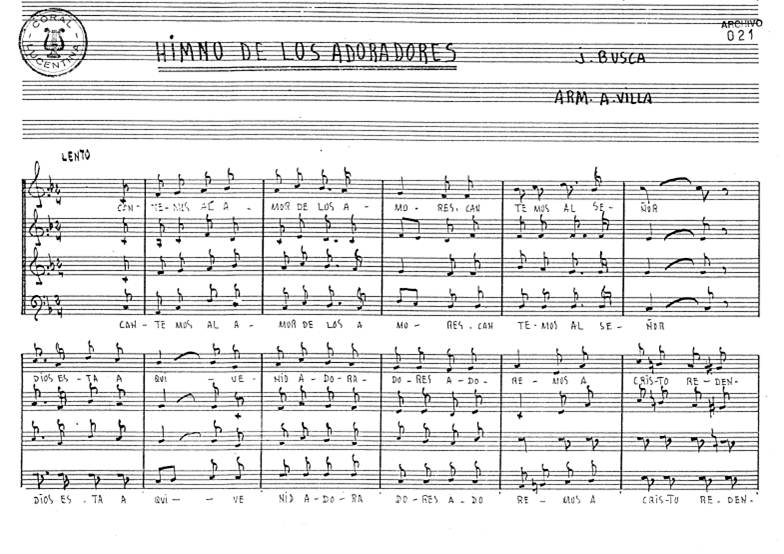 CORAL LUCENTINA
ARCHIVO
021
HIMNO DE LOS ADORADORES
J. BUSCA
ARM. A. VILLA
LENTO
CAN - TE - MUS AL A - MOR DE LOS A - MO - RES. CAN TE MOS AL SE - ÑOR
CAN - TE MOS AL A - MOR DE LOS A MO - RES. CAN TE - MOS AL SE - ÑOR
DIOS ES - TA A QUI - VE - NID A - DO - RA - DO - RES A - DO - RE - MOS A CRIS-TO RE - DEN-
DIOS ES - TA A QUI - - VE NID A - DO - RA DO - RES A - DO RE - MOS A CRIS-TO RE - DEN-